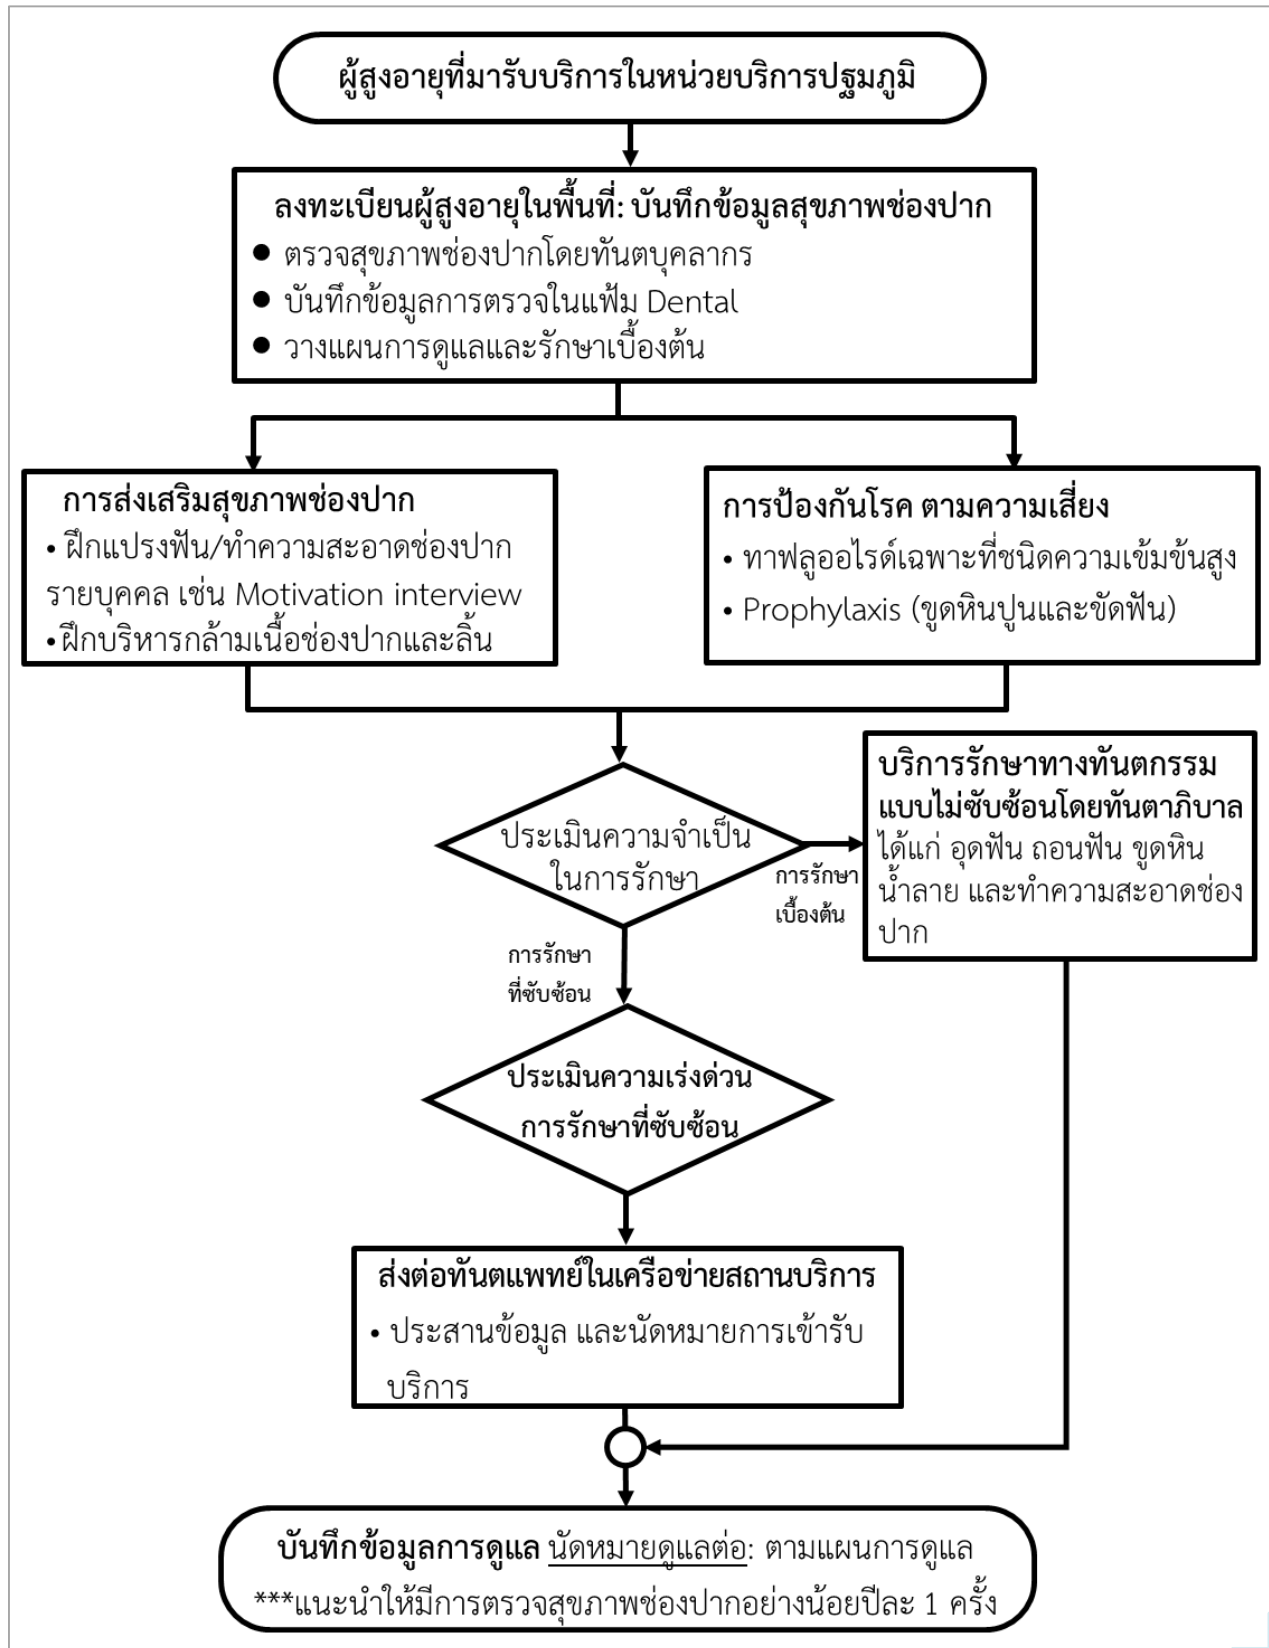 ผู้สูงอายุที่มารับบริการในหน่วยบริการปฐมภูมิ
ลงทะเบียนผู้สูงอายุในพื้นที่: บันทึกข้อมูลสุขภาพช่องปาก
● ตรวจสุขภาพช่องปากโดยทันตบุคลากร
● บันทึกข้อมูลการตรวจในแฟ้ม Dental
● วางแผนการดูแลและรักษาเบื้องต้น
การส่งเสริมสุขภาพช่องปาก
• ฝึกแปรงฟัน/ทำความสะอาดช่องปาก
รายบุคคล เช่น Motivation interview
• ฝึกบริหารกล้ามเนื้อช่องปากและลิ้น
การป้องกันโรค ตามความเสี่ยง
• ทาฟลูออไรด์เฉพาะที่ชนิดความเข้มข้นสูง
• Prophylaxis (ขูดหินปูนและขัดฟัน)
ประเมินความจำเป็น
ในการรักษา
การรักษา
เบื้องต้น
บริการรักษาทางทันตกรรม
แบบไม่ซับซ้อนโดยทันตาภิบาล
ได้แก่ อุดฟัน ถอนฟัน ขูดหิน
น้ำลาย และทำความสะอาดช่อง
ปาก
การรักษา
ที่ซับซ้อน
ประเมินความเร่งด่วน
การรักษาที่ซับซ้อน
ส่งต่อทันตแพทย์ในเครือข่ายสถานบริการ
• ประสานข้อมูล และนัดหมายการเข้ารับ
บริการ
บันทึกข้อมูลการดูแล นัดหมายดูแลต่อ: ตามแผนการดูแล
***แนะนำให้มีการตรวจสุขภาพช่องปากอย่างน้อยปีละ 1 ครั้ง